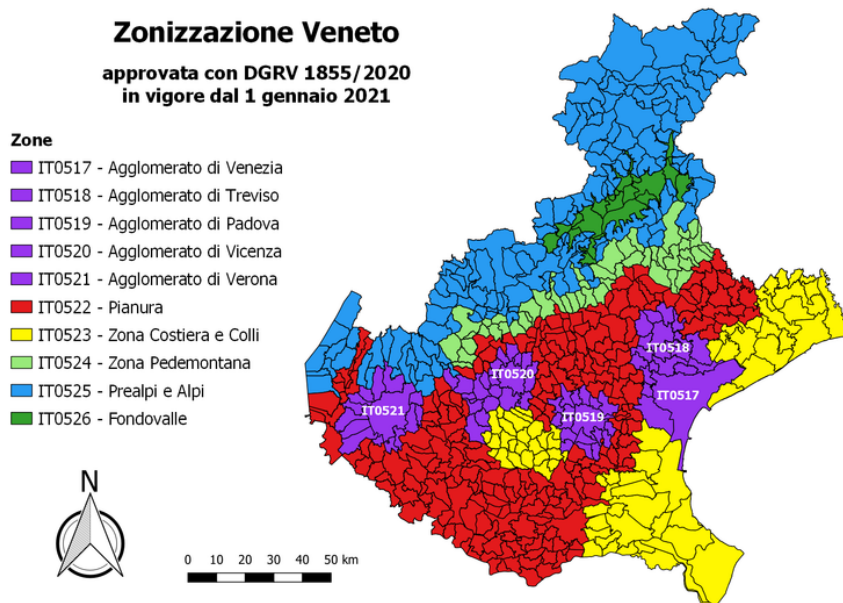 Zonizzazione Veneto
approvata con DGRV 1855/2020
in vigore dal 1 gennaio 2021
Zone
IT0517 - Agglomerato di Venezia
IT0518 - Agglomerato di Treviso
IT0519 - Agglomerato di Padova
IT0520 - Agglomerato di Vicenza
IT0521 - Agglomerato di Verona
IT0522 - Pianura
IT0523 - Zona Costiera e Colli
IT0524 - Zona Pedemontana
IT0525 - Prealpi e Alpi
IT0526 - Fondovalle
IT0518
IT0520
IT0517
IT0521
IT0519
N
0 10 20 30 40 50 km